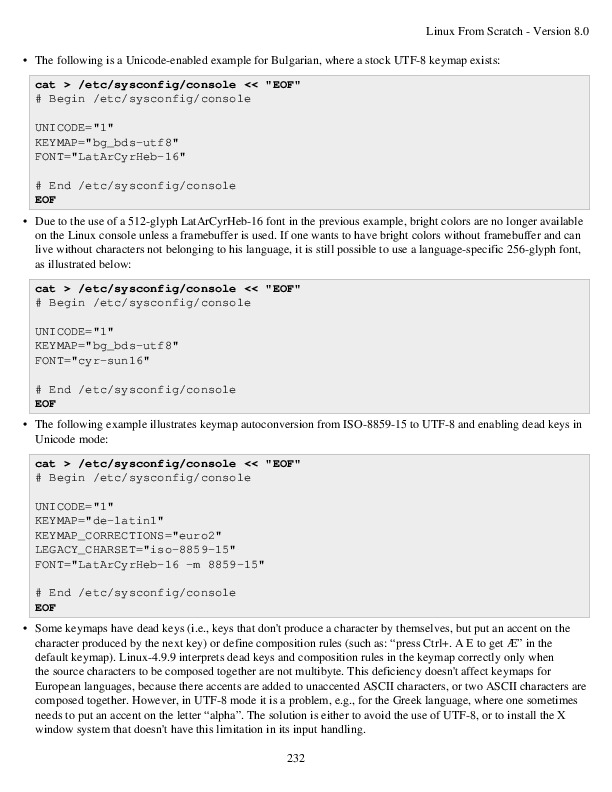 Linux From Scratch - Version 8.0
• The following is a Unicode-enabled example for Bulgarian, where a stock UTF-8 keymap exists:
cat > /etc/sysconfig/console << "EOF"
# Begin /etc/sysconfig/console
UNICODE="1"
KEYMAP="bg_bds-utf8"
FONT="LatArCyrHeb-16"
# End /etc/sysconfig/console
EOF
• Due to the use of a 512-glyph LatArCyrHeb-16 font in the previous example, bright colors are no longer available
on the Linux console unless a framebuffer is used. If one wants to have bright colors without framebuffer and can
live without characters not belonging to his language, it is still possible to use a language-specific 256-glyph font,
as illustrated below:
cat > /etc/sysconfig/console << "EOF"
# Begin /etc/sysconfig/console
UNICODE="1"
KEYMAP="bg_bds-utf8"
FONT="cyr-sun16"
# End /etc/sysconfig/console
EOF
• The following example illustrates keymap autoconversion from ISO-8859-15 to UTF-8 and enabling dead keys in
Unicode mode:
cat > /etc/sysconfig/console << "EOF"
# Begin /etc/sysconfig/console
UNICODE="1"
KEYMAP="de-latin1"
KEYMAP_CORRECTIONS="euro2"
LEGACY_CHARSET="iso-8859-15"
FONT="LatArCyrHeb-16 -m 8859-15"
# End /etc/sysconfig/console
EOF
• Some keymaps have dead keys (i.e., keys that don't produce a character by themselves, but put an accent on the
character produced by the next key) or define composition rules (such as: “press Ctrl+. A E to get Æ” in the
default keymap). Linux-4.9.9 interprets dead keys and composition rules in the keymap correctly only when
the source characters to be composed together are not multibyte. This deficiency doesn't affect keymaps for
European languages, because there accents are added to unaccented ASCII characters, or two ASCII characters are
composed together. However, in UTF-8 mode it is a problem, e.g., for the Greek language, where one sometimes
needs to put an accent on the letter “alpha”. The solution is either to avoid the use of UTF-8, or to install the X
window system that doesn't have this limitation in its input handling.
232